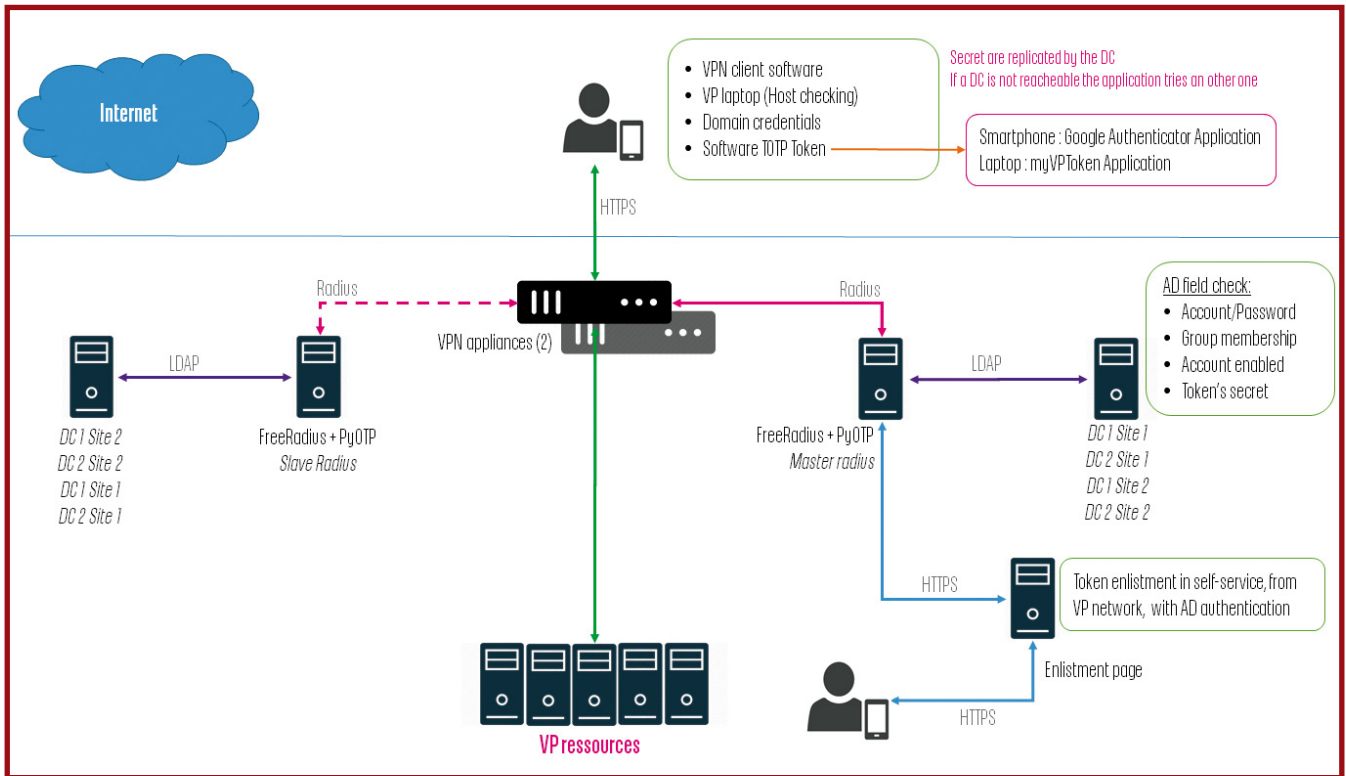 Internet
• VPN client software
• VP laptop (Host checking)
• Domain credentials
• Software TOTP Token
Secret are replicated by the DC
If a DC is not reacheable the application tries an other one
Smartphone : Google Authenticator Application
Laptop : myVPToken Application
HTTPS
Radius
Radius
VPN appliances (2)
AD field check:
• Account/Password
• Group membership
• Account enabled
• Token's secret
LDAP
LDAP
DC 1 Site 2
DC 2 Site 2
DC 1 Site 1
DC 2 Site 1
FreeRadius + PyOTP
Slave Radius
FreeRadius + PyOTP
Master radius
DC 1 Site 1
DC 2 Site 1
DC 1 Site 2
DC 2 Site 2
HTTPS
Token enlistment in self-service, from
VP network, with AD authentication
Enlistment page
HTTPS
VP ressources